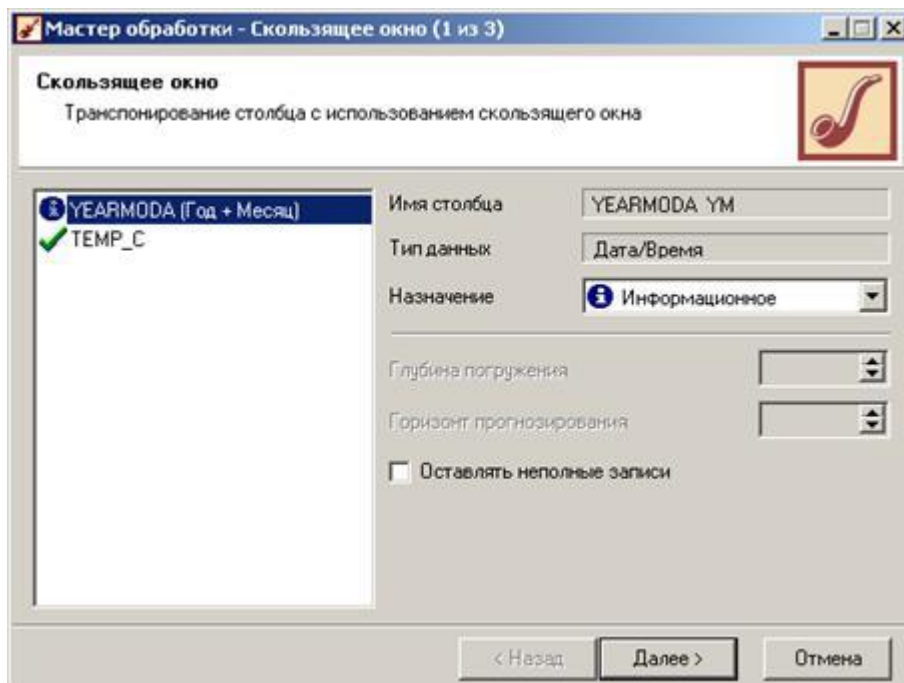 Мастер обработки - Скользящее окно (1 из 3)
Скользящее окно
Транспонирование столбца с использованием скользящего окна
YEARMODA (Год + Месяц)
TEMP_C
Имя столбца
YEARMODA YM
Тип данных
Дата/Время
Назначение
Информационное
Глубина погружения
Горизонт прогнозирования
Оставлять неполные записи
< Назад
Далее >
Отмена